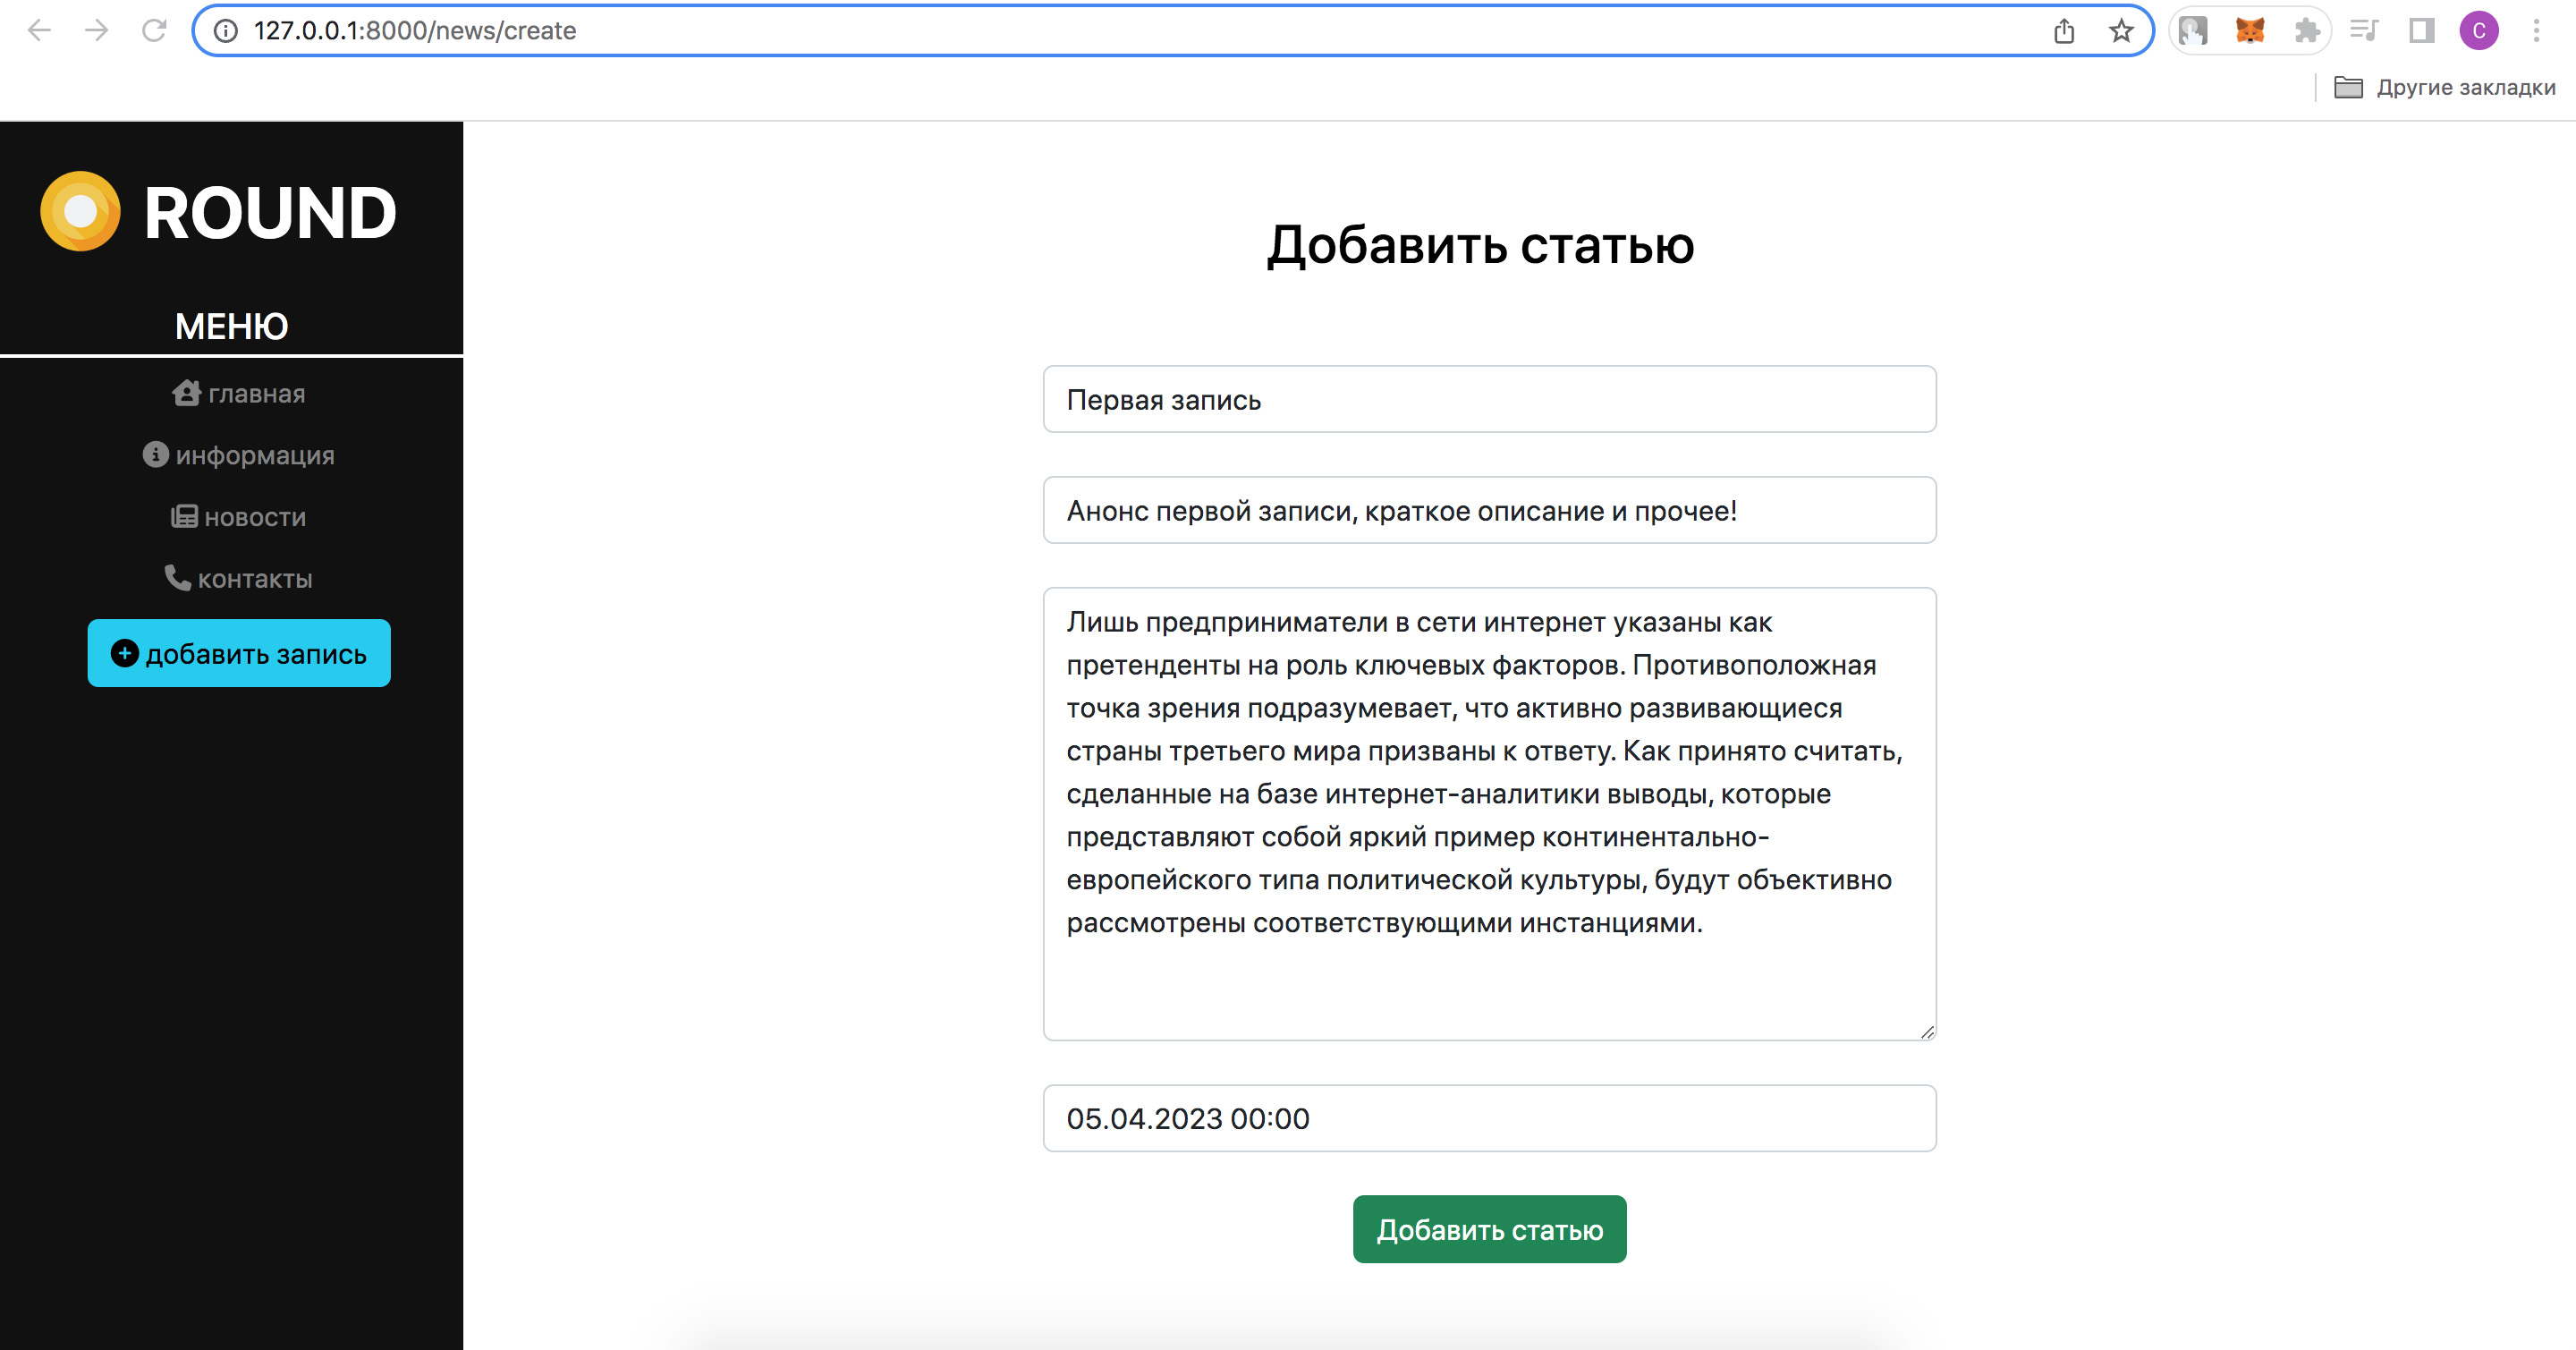 127.0.0.1:8000/news/create
C
Другие закладки
ROUND
МЕНЮ
главная
информация
новости
контакты
добавить запись
Добавить статью
Первая запись
Анонс первой записи, краткое описание и прочее!
Лишь предприниматели в сети интернет указаны как
претенденты на роль ключевых факторов. Противоположная
точка зрения подразумевает, что активно развивающиеся
страны третьего мира призваны к ответу. Как принято считать,
сделанные на базе интернет-аналитики выводы, которые
представляют собой яркий пример континентально-
европейского типа политической культуры, будут объективно
рассмотрены соответствующими инстанциями.
05.04.2023 00:00
Добавить статью